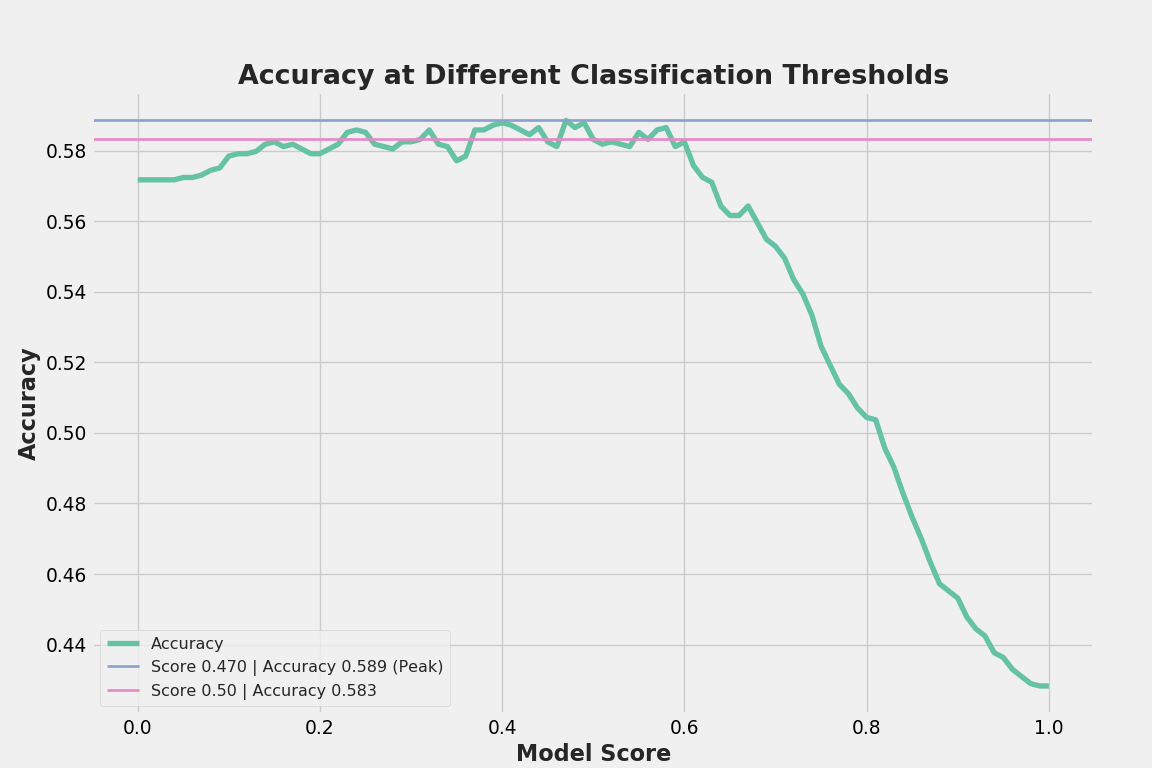 Accuracy at Different Classification Thresholds
Accuracy
0.58
0.56
0.54
0.52
0.50
0.48
0.46
0.44
Accuracy
Score 0.470 | Accuracy 0.589 (Peak)
Score 0.50 | Accuracy 0.583
0.0 0.2 0.4 0.6 0.8 1.0
Model Score